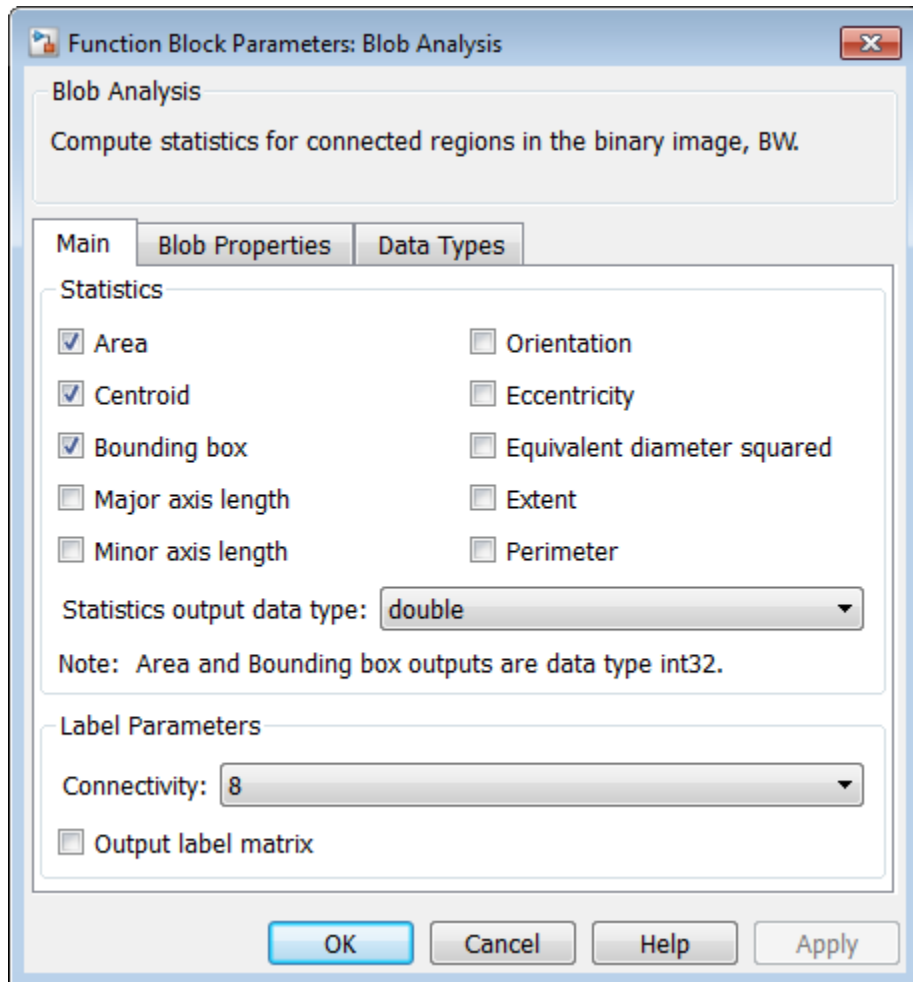 Function Block Parameters: Blob Analysis
Blob Analysis
Compute statistics for connected regions in the binary image, BW.
Main Blob Properties Data Types
Statistics
Area Orientation
Centroid Eccentricity
Bounding box Equivalent diameter squared
Major axis length Extent
Minor axis length Perimeter
Statistics output data type: double
Note: Area and Bounding box outputs are data type int32.
Label Parameters
Connectivity: 8
Output label matrix
OK Cancel Help Apply